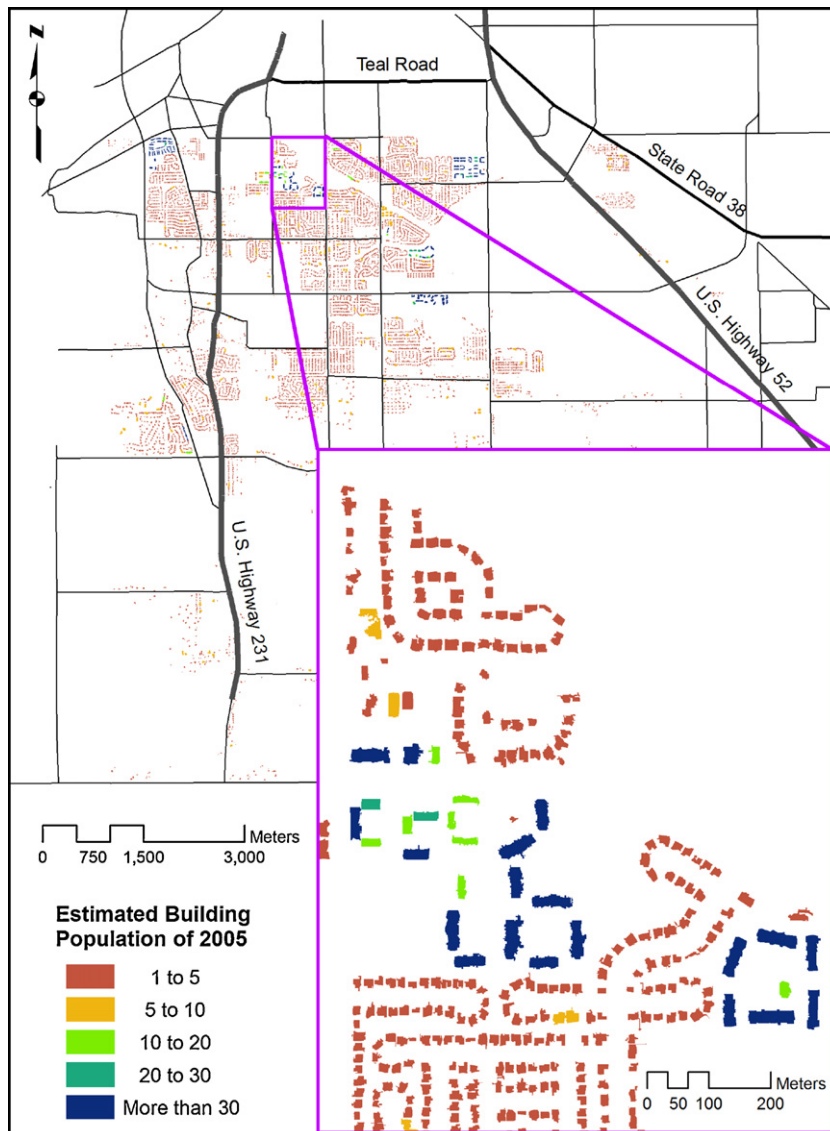 Teal Road
State Road 38
U.S. Highway 52
U.S. Highway 231
Z
Meters
0 750 1,500 3,000
Estimated Building
Population of 2005
1 to 5
5 to 10
10 to 20
20 to 30
More than 30
Meters
0 50 100 200